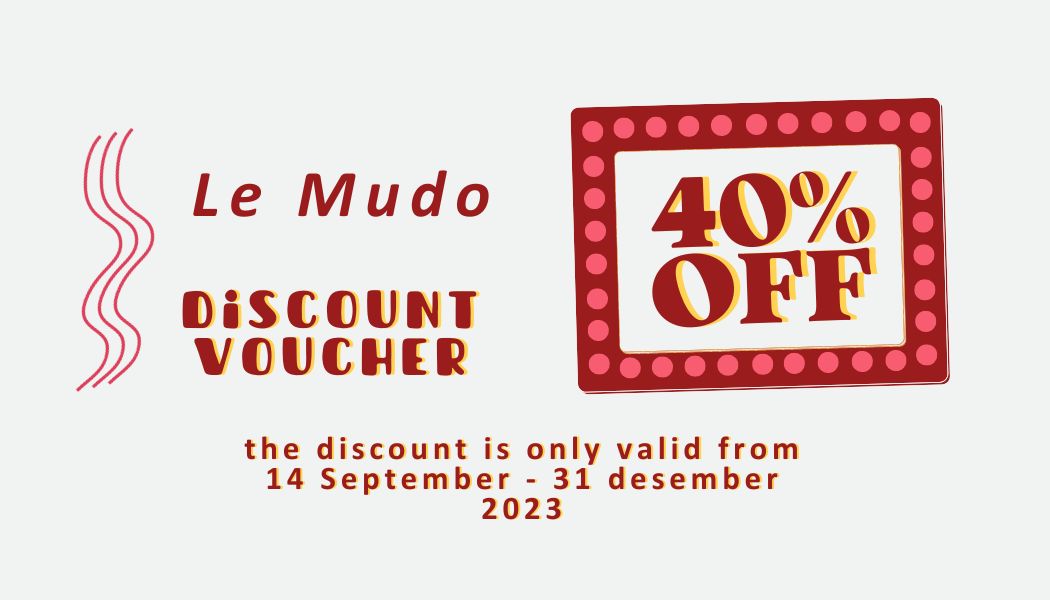 Le Mudo
DiSCOUNT
VOUCHER
40%
OFF
the discount is only valid from
14 September - 31 desember
2023